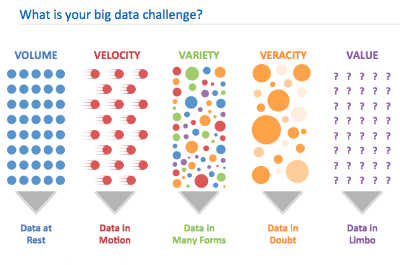 What is your big data challenge?
VOLUME VELOCITY VARIETY VERACITY VALUE
? ? ? ? ?
? ? ? ? ?
? ? ? ? ?
? ? ? ? ?
? ? ? ? ?
? ? ? ? ?
? ? ? ? ?
? ? ? ? ?
Data at Data in Data in Data in Data in
Rest Motion Many Forms Doubt Limbo